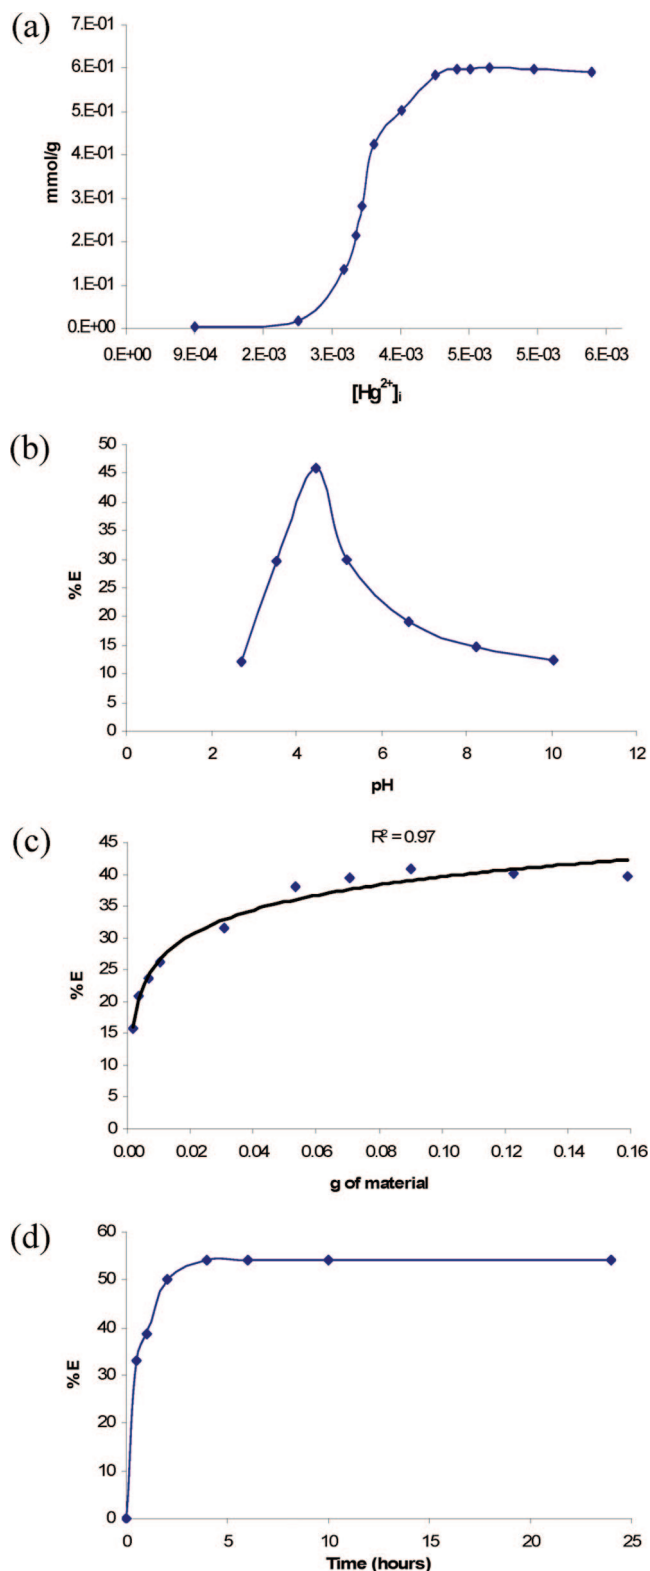 (a)
7.E-01
6.E-01
5.E-01
4.E-01
3.E-01
2.E-01
1.E-01
0.E+00
mmol/g
0.E+00 9.E-04 2.E-03 3.E-03 4.E-03 5.E-03 5.E-03 6.E-03
[Hg2+]i
(b)
50
45
40
35
30
25
20
15
10
5
0
%E
0 2 4 6 8 10 12
pH
(c)
R² = 0.97
45
40
35
30
25
20
15
10
5
0
%E
0.00 0.02 0.04 0.06 0.08 0.10 0.12 0.14 0.16
g of material
(d)
60
50
40
30
20
10
0
%E
0 5 10 15 20 25
Time (hours)